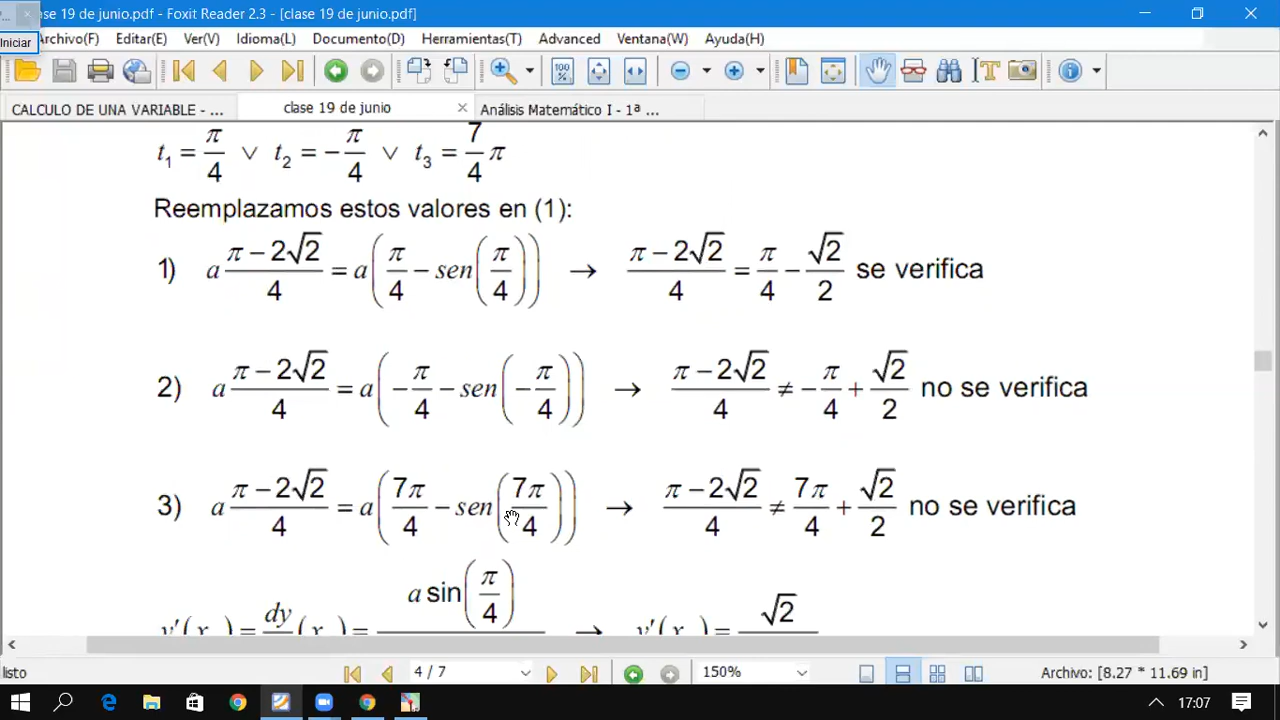 ase 19 de junio.pdf - Foxit Reader 2.3 - [clase 19 de junio.pdf]
Iniciar
Archivo(F) Editar(E) Ver(V) Idioma(L) Documento(D) Herramientas(T) Advanced Ventana(W) Ayuda(H)
CALCULO DE UNA VARIABLE - ... clase 19 de junio Análisis Matemático I - 1ª ...
t₁ = π/4 ∨ t₂ = -π/4 ∨ t₃ = 7/4 π
Reemplazamos estos valores en (1):
1) a (π - 2√2)/4 = a(π/4 - sen(π/4)) → (π - 2√2)/4 = π/4 - √2/2 se verifica
2) a (π - 2√2)/4 = a(-π/4 - sen(-π/4)) → (π - 2√2)/4 ≠ -π/4 + √2/2 no se verifica
3) a (π - 2√2)/4 = a(7π/4 - sen(7π/4)) → (π - 2√2)/4 ≠ 7π/4 + √2/2 no se verifica
a sin(π/4)
dy √2
listo 4 / 7 150% Archivo: [8.27 * 11.69 in]
17:07